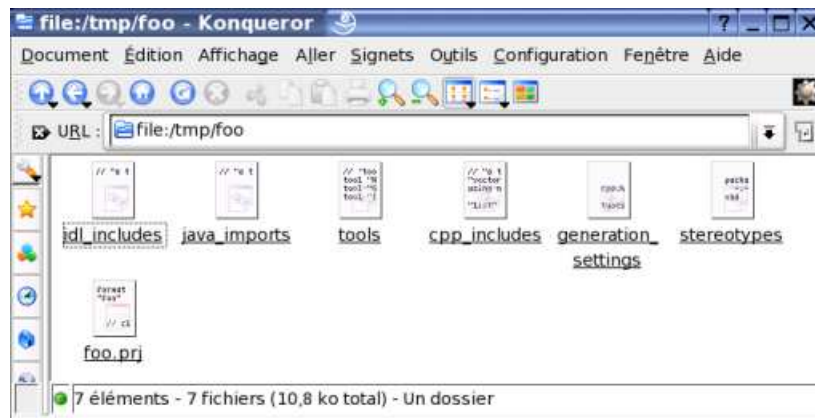 file:/tmp/foo - Konqueror
Document Édition Affichage Aller Signets Outils Configuration Fenêtre Aide
URL : file:/tmp/foo
idl_includes java_imports tools cpp_includes generation_ stereotypes
settings
foo.prj
7 éléments - 7 fichiers (10,8 ko total) - Un dossier